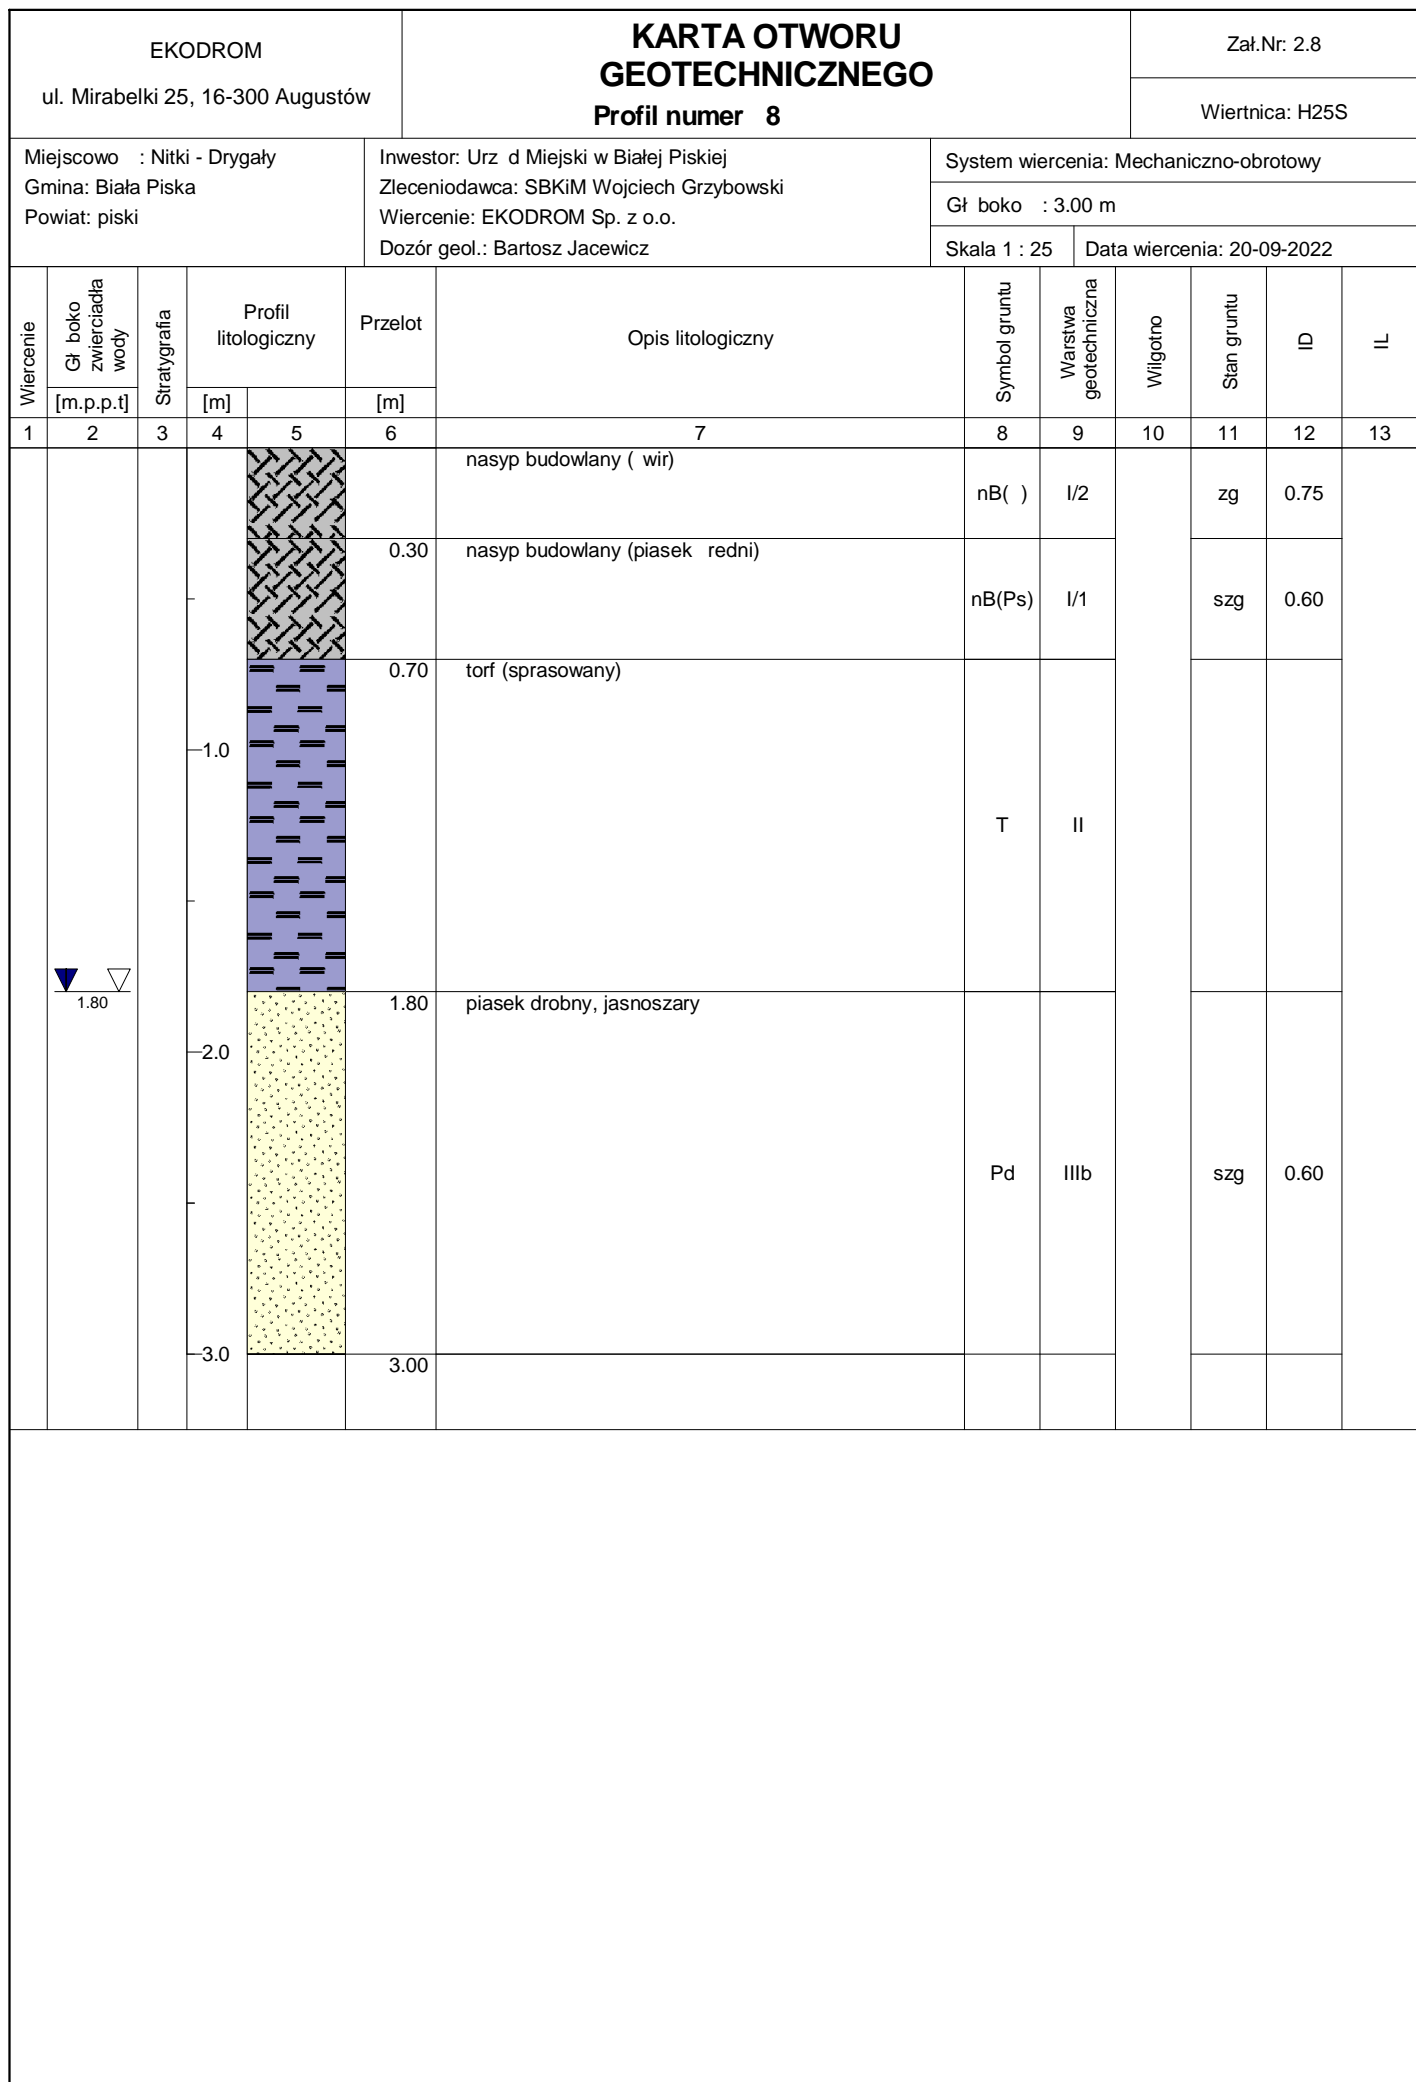 EKODROM
ul. Mirabelki 25, 16-300 Augustów
KARTA OTWORU
GEOTECHNICZNEGO
Profil numer 8
Zał.Nr: 2.8
Wiertnica: H25S
Miejscowo : Nitki - Drygały
Gmina: Biała Piska
Powiat: piski
Inwestor: Urz d Miejski w Białej Piskiej
Zleceniodawca: SBKiM Wojciech Grzybowski
Wiercenie: EKODROM Sp. z o.o.
Dozór geol.: Bartosz Jacewicz
System wiercenia: Mechaniczno-obrotowy
Gł boko : 3.00 m
Skala 1 : 25
Data wiercenia: 20-09-2022
Wiercenie
Gł boko
zwierciadła
wody
[m.p.p.t]
Stratygrafia
Profil
litologiczny
[m]
Przelot
[m]
Opis litologiczny
Symbol gruntu
Warstwa
geotechniczna
Wilgotno
Stan gruntu
ID
IL
1 2 3 4 5 6 7 8 9 10 11 12 13
nasyp budowlany ( wir)
nB( ) I/2 zg 0.75
0.30 nasyp budowlany (piasek redni)
nB(Ps) I/1 szg 0.60
0.70 torf (sprasowany)
1.0
T II
1.80
1.80 piasek drobny, jasnoszary
2.0
Pd IIIb szg 0.60
3.0
3.00